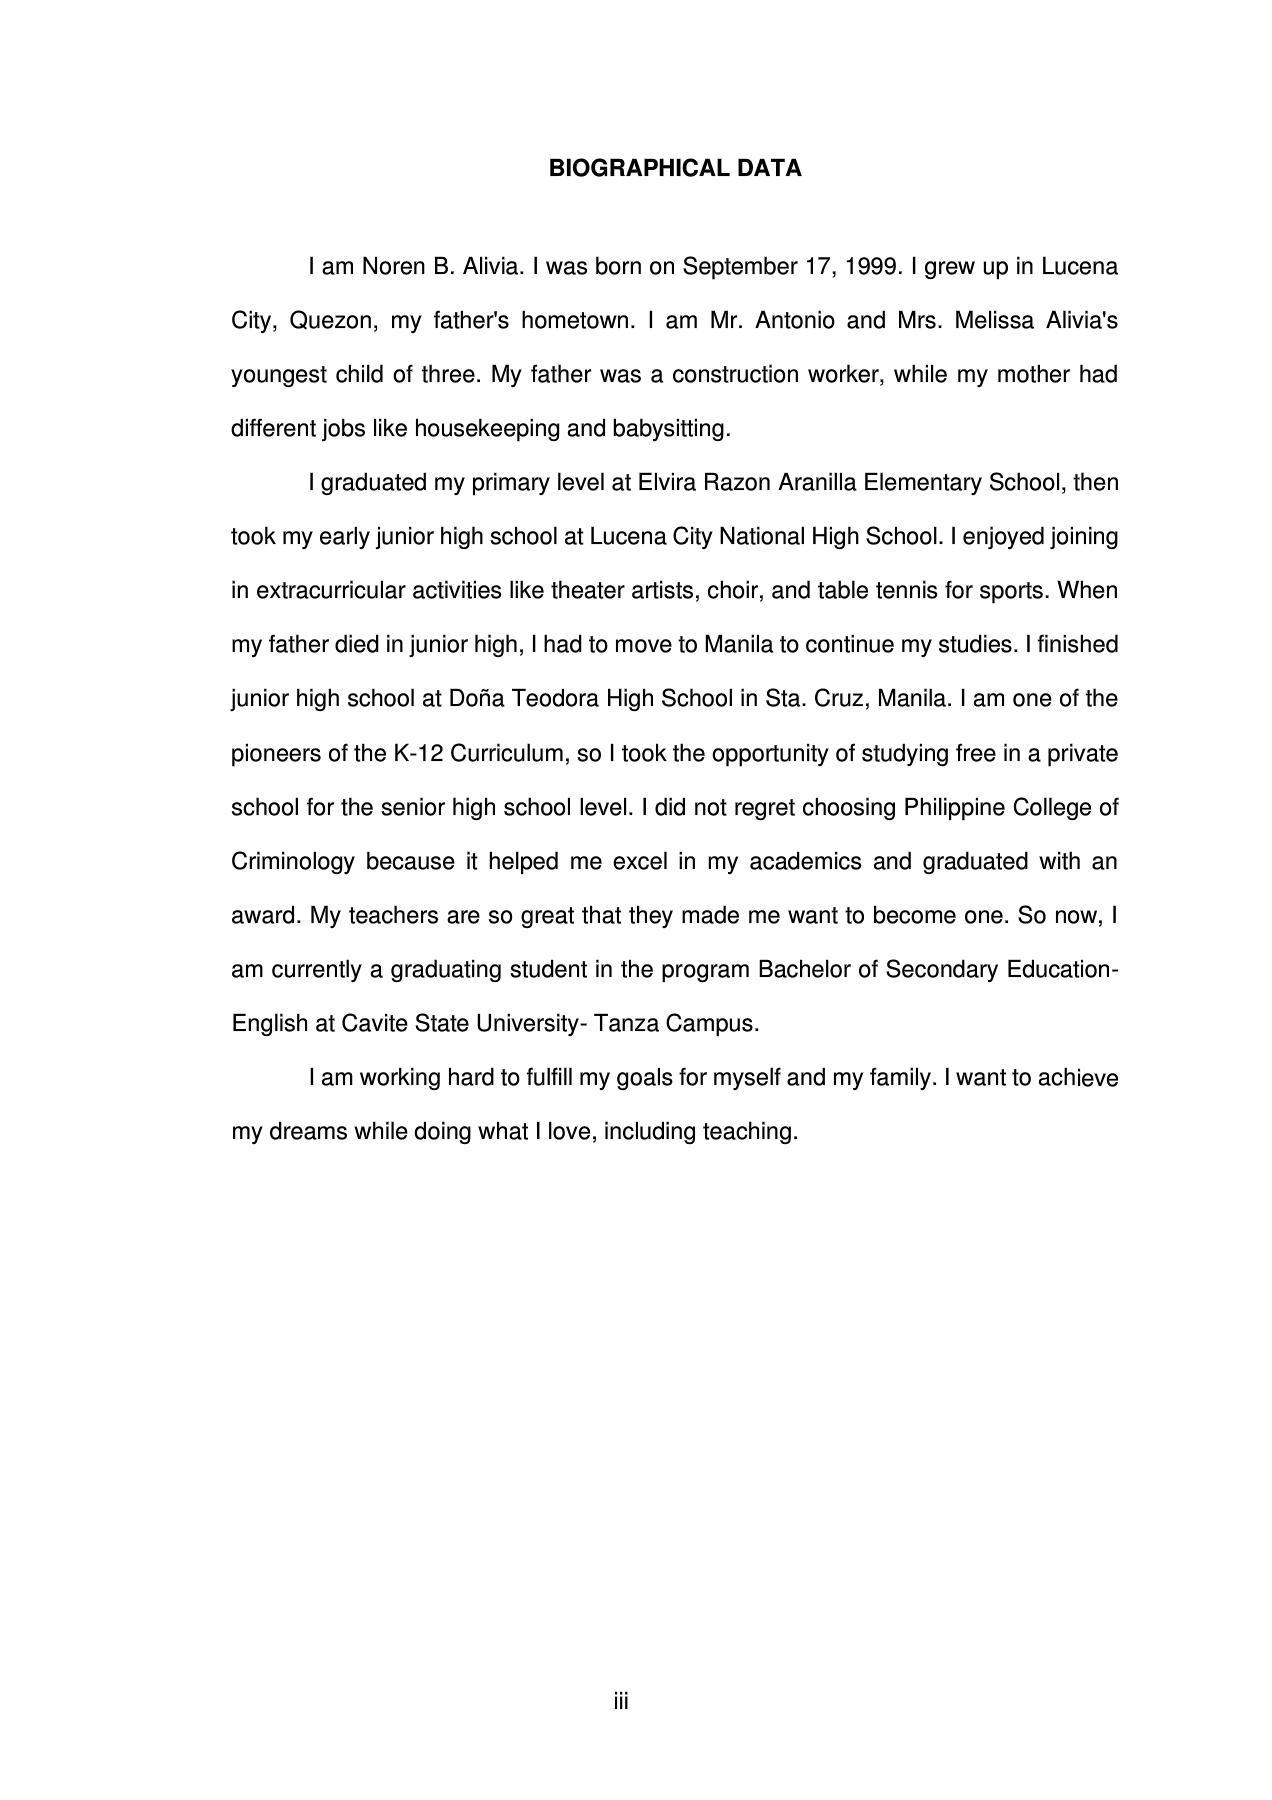 BIOGRAPHICAL DATA
I am Noren B. Alivia. I was born on September 17, 1999. I grew up in Lucena
City, Quezon, my father's hometown. I am Mr. Antonio and Mrs. Melissa Alivia's
youngest child of three. My father was a construction worker, while my mother had
different jobs like housekeeping and babysitting.
I graduated my primary level at Elvira Razon Aranilla Elementary School, then
took my early junior high school at Lucena City National High School. I enjoyed joining
in extracurricular activities like theater artists, choir, and table tennis for sports. When
my father died in junior high, I had to move to Manila to continue my studies. I finished
junior high school at Doña Teodora High School in Sta. Cruz, Manila. I am one of the
pioneers of the K-12 Curriculum, so I took the opportunity of studying free in a private
school for the senior high school level. I did not regret choosing Philippine College of
Criminology because it helped me excel in my academics and graduated with an
award. My teachers are so great that they made me want to become one. So now, I
am currently a graduating student in the program Bachelor of Secondary Education-
English at Cavite State University- Tanza Campus.
I am working hard to fulfill my goals for myself and my family. I want to achieve
my dreams while doing what I love, including teaching.
iii